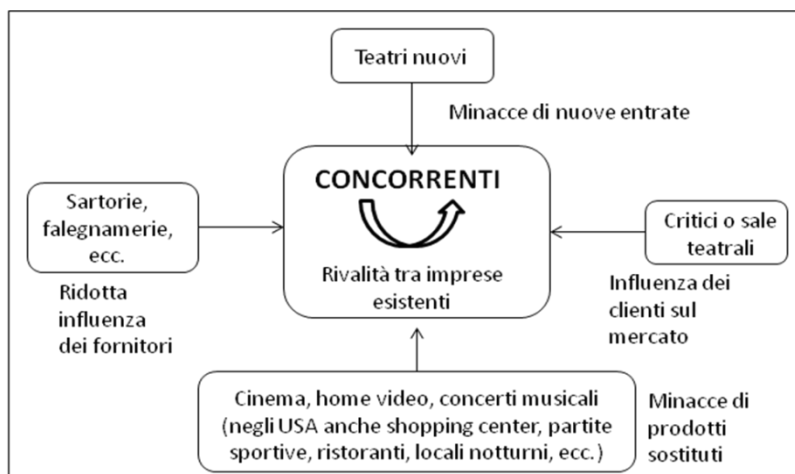 Teatri nuovi
Minacce di nuove entrate
CONCORRENTI
Rivalità tra imprese
esistenti
Sartorie,
falegnamerie,
ecc.
Ridotta
influenza
dei fornitori
Critici o sale
teatrali
Influenza dei
clienti sul
mercato
Cinema, home video, concerti musicali
(negli USA anche shopping center, partite
sportive, ristoranti, locali notturni, ecc.)
Minacce di
prodotti
sostituti